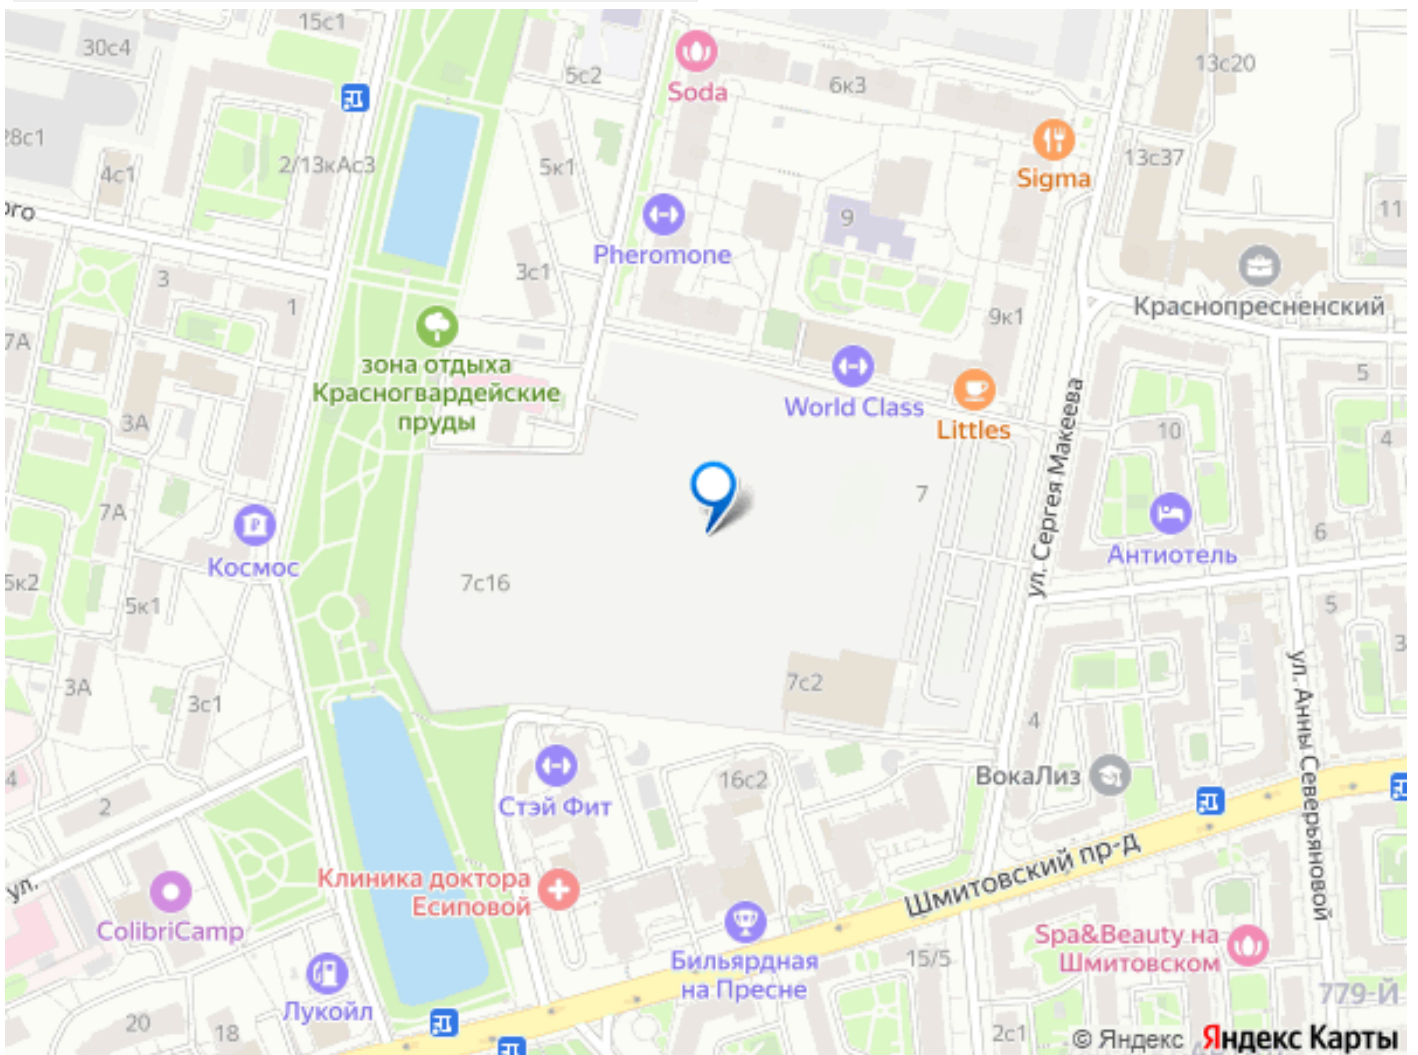 15с1
30с4
5с2
Soda
6к3
13с20
28с1
4с1
2/13кАс3
5к1
Sigma
13с37
ого
9
11
Pheromone
3с1
3
1
Краснопресненский
9к1
7А
зона отдыха
Красногвардейские
пруды
5
World Class
Littles
3А
10
4
ул. Сергея Макеева
7
7А
6
Космос
Антиотель
7с16
5к2
5к1
5
3
ул. Анны Северьяновой
3А
3с1
7с2
4
4
16с2
ВокаЛиз
2
Стэй Фит
Шмитовский пр-д
ул.
Клиника доктора
Есиповой
ColibriCamp
Spa&Beauty на
Шмитовском
Бильярдная
на Пресне
15/5
Лукойл
779-Й
20
18
2с1
© Яндекс Яндекс Карты